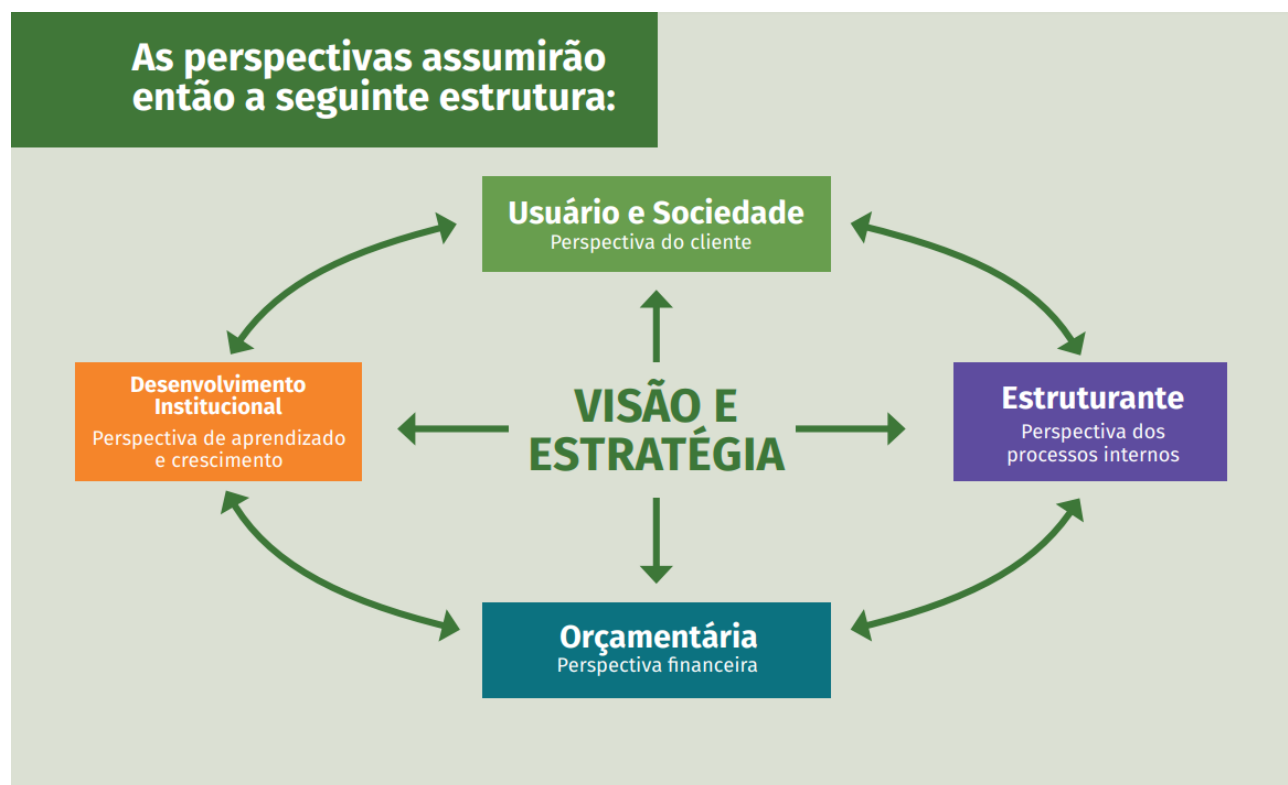 As perspectivas assumirão
então a seguinte estrutura:
Usuário e Sociedade
Perspectiva do cliente
Desenvolvimento
Institucional
Perspectiva de aprendizado
e crescimento
VISÃO E
ESTRATÉGIA
Estruturante
Perspectiva dos
processos internos
Orçamentária
Perspectiva financeira